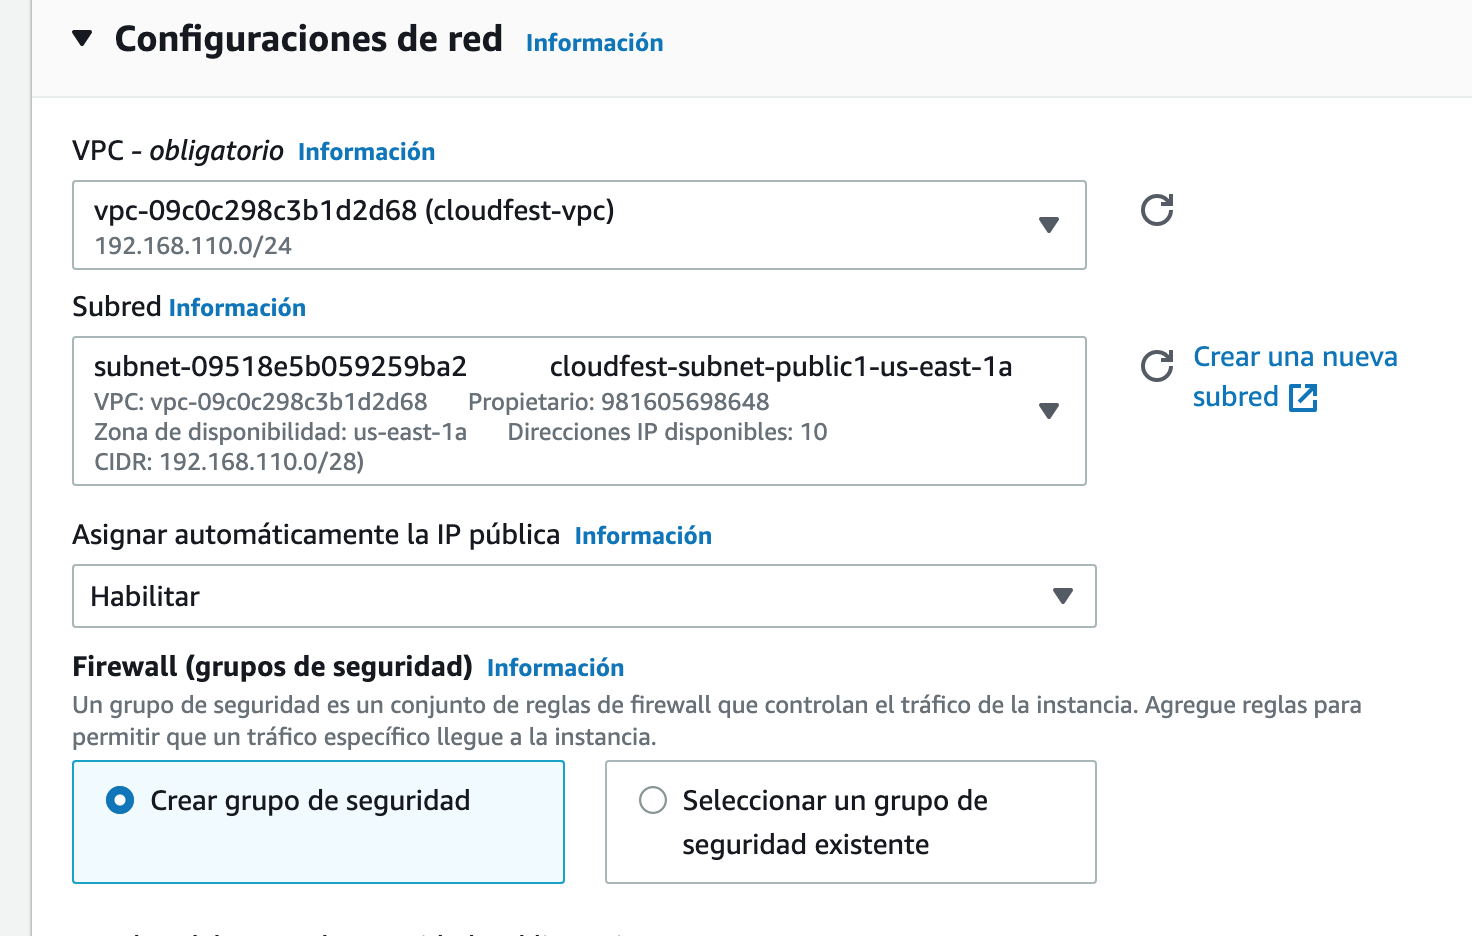 Configuraciones de red Información
VPC - obligatorio Información
vpc-09c0c298c3b1d2d68 (cloudfest-vpc)
192.168.110.0/24
Subred Información
subnet-09518e5b059259ba2 cloudfest-subnet-public1-us-east-1a
VPC: vpc-09c0c298c3b1d2d68 Propietario: 981605698648
Zona de disponibilidad: us-east-1a Direcciones IP disponibles: 10
CIDR: 192.168.110.0/28)
Crear una nueva
subred
Asignar automáticamente la IP pública Información
Habilitar
Firewall (grupos de seguridad) Información
Un grupo de seguridad es un conjunto de reglas de firewall que controlan el tráfico de la instancia. Agregue reglas para
permitir que un tráfico específico llegue a la instancia.
Crear grupo de seguridad
Seleccionar un grupo de
seguridad existente